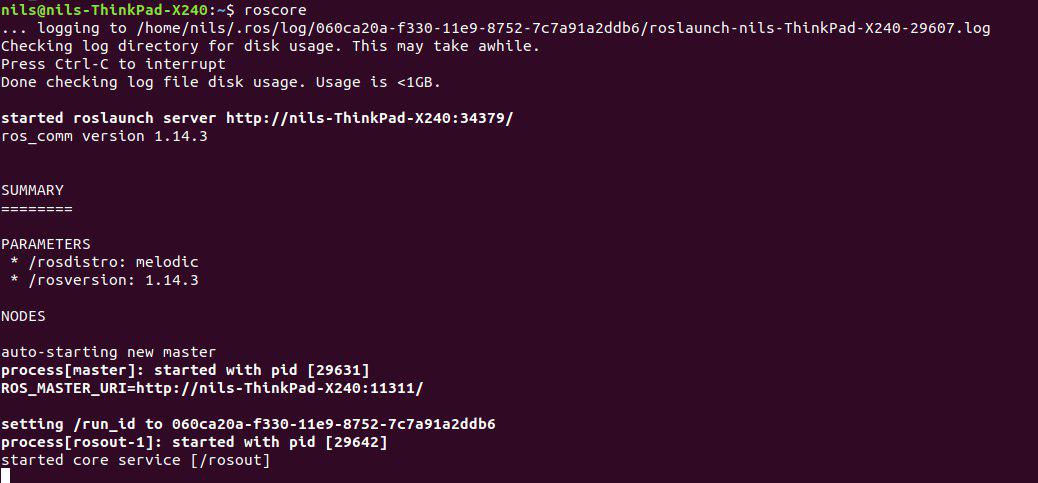 nils@nils-ThinkPad-X240:~$ roscore
... logging to /home/nils/.ros/log/060ca20a-f330-11e9-8752-7c7a91a2ddb6/roslaunch-nils-ThinkPad-X240-29607.log
Checking log directory for disk usage. This may take awhile.
Press Ctrl-C to interrupt
Done checking log file disk usage. Usage is <1GB.
started roslaunch server http://nils-ThinkPad-X240:34379/
ros_comm version 1.14.3
SUMMARY
========
PARAMETERS
 * /rosdistro: melodic
 * /rosversion: 1.14.3
NODES
auto-starting new master
process[master]: started with pid [29631]
ROS_MASTER_URI=http://nils-ThinkPad-X240:11311/
setting /run_id to 060ca20a-f330-11e9-8752-7c7a91a2ddb6
process[rosout-1]: started with pid [29642]
started core service [/rosout]